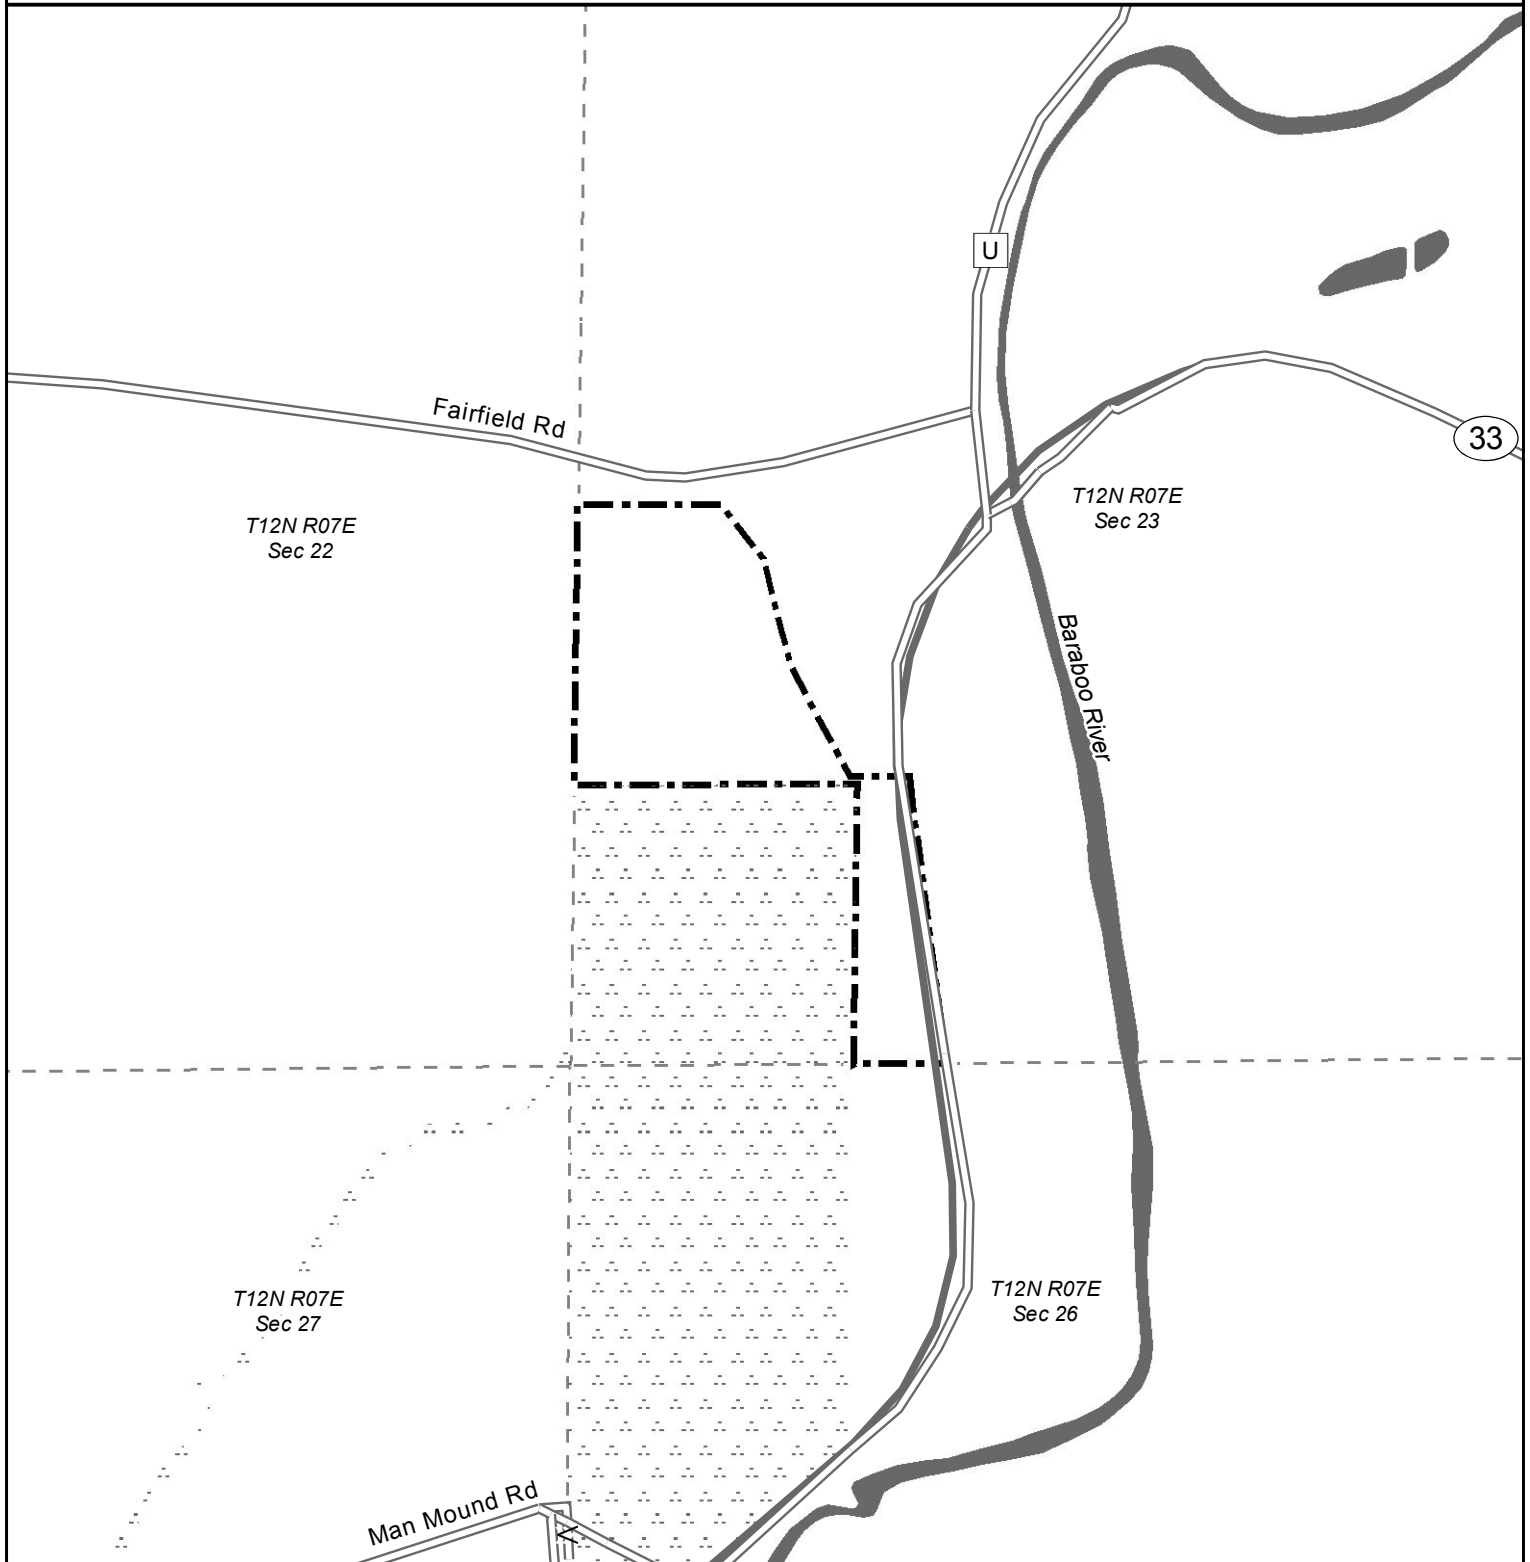 U
Fairfield Rd
33
T12N R07E
Sec 23
T12N R07E
Sec 22
Baraboo River
T12N R07E
Sec 26
T12N R07E
Sec 27
Man Mound Rd
V